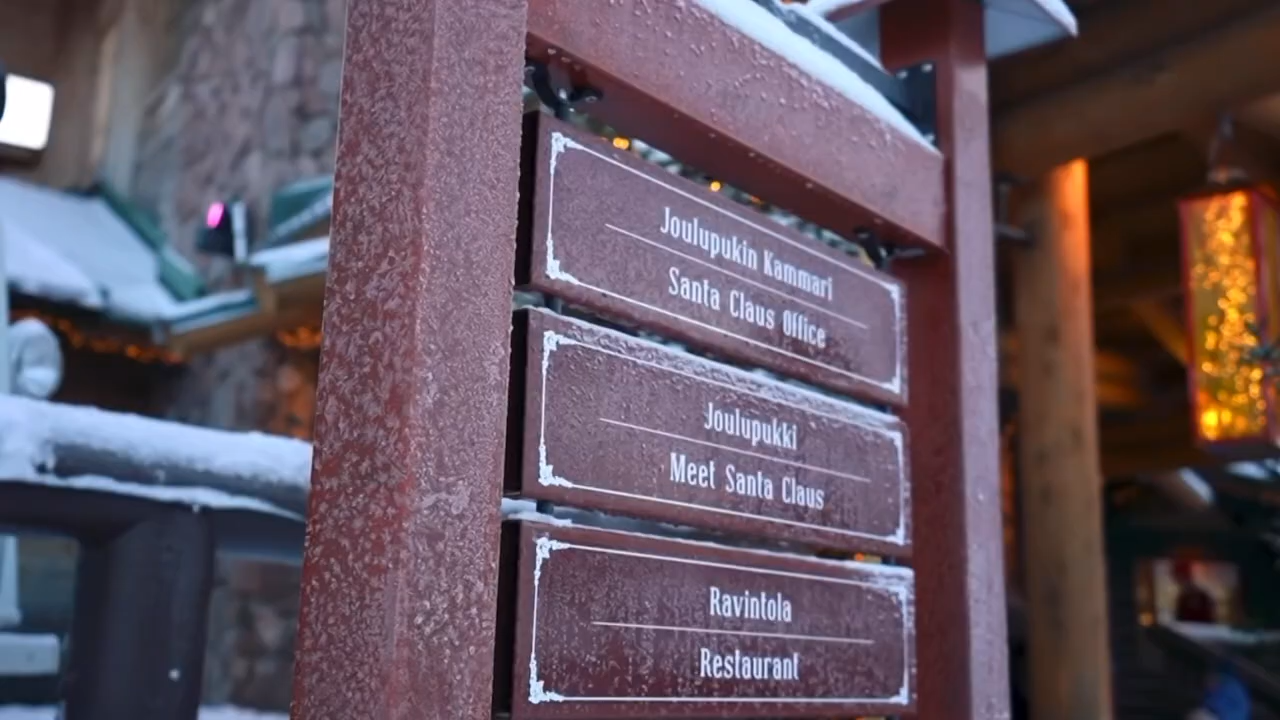 Joulupukin Kammari
Santa Claus Office
Joulupukki
Meet Santa Claus
Ravintola
Restaurant